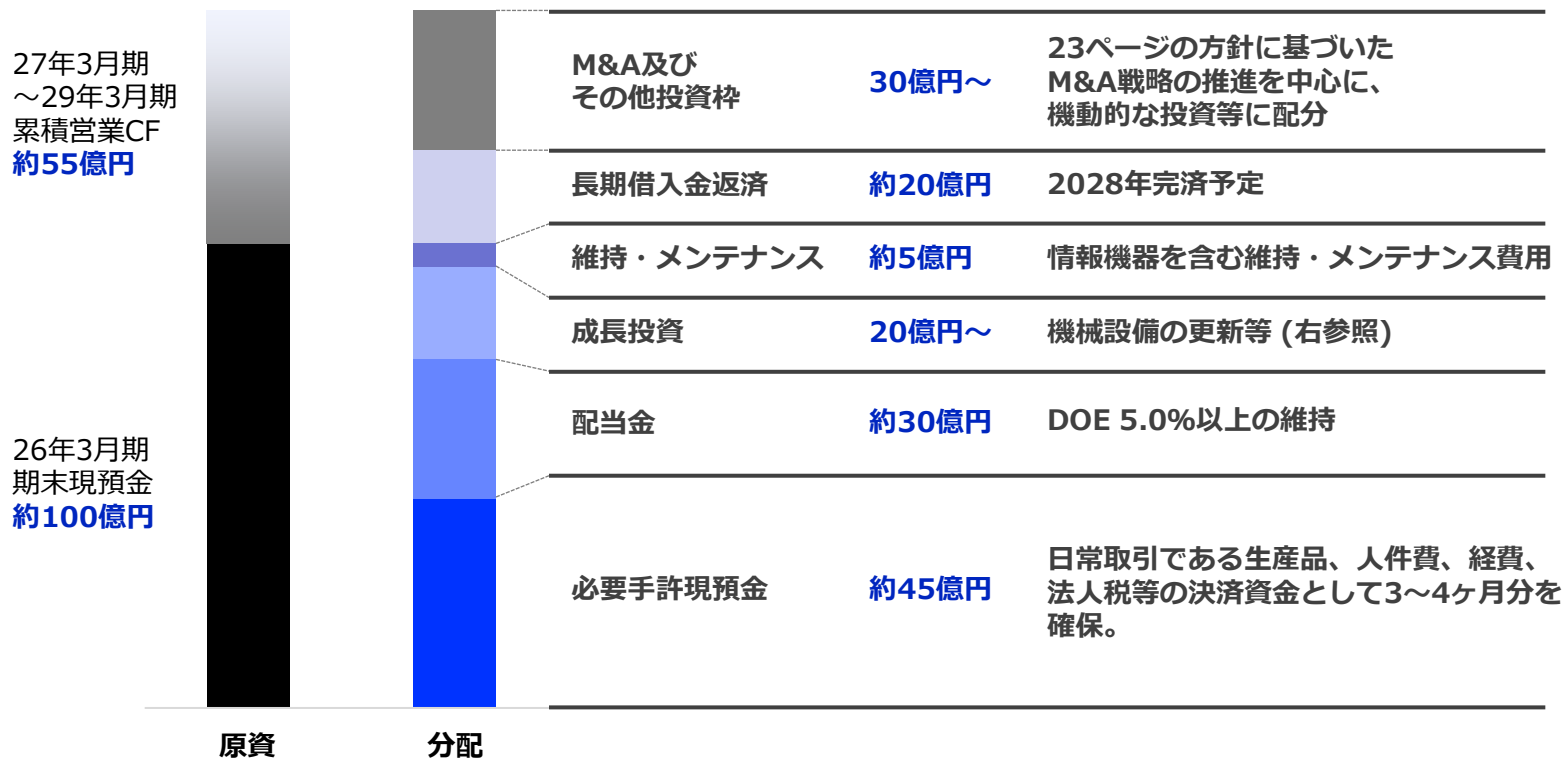 27年3月期
～29年3月期
累積営業CF
約55億円
26年3月期
期末現預金
約100億円
M&A及び
その他投資枠
30億円～
23ページの方針に基づいた
M&A戦略の推進を中心に、
機動的な投資等に配分
長期借入金返済
約20億円
2028年完済予定
維持・メンテナンス
約5億円
情報機器を含む維持・メンテナンス費用
成長投資
20億円～
機械設備の更新等 (右参照)
配当金
約30億円
DOE 5.0%以上の維持
必要手許現預金
約45億円
日常取引である生産品、人件費、経費、
法人税等の決済資金として3～4ヶ月分を
確保。
原資
分配